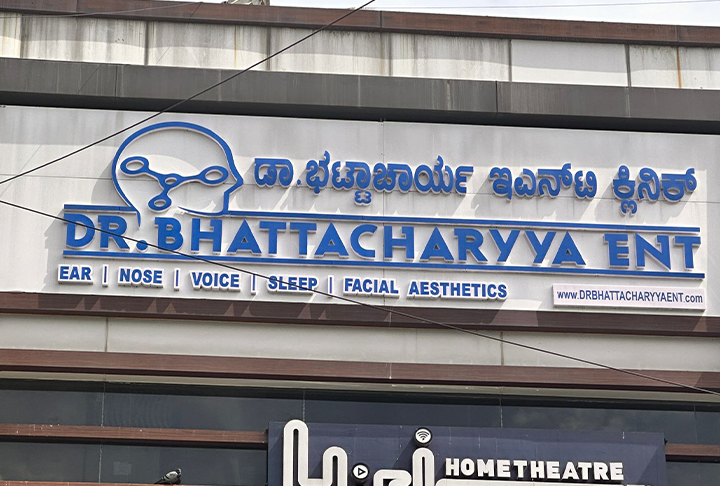 ಡಾ.ಭಟ್ಟಾಚಾರ್ಯ ಇಎನ್‌ಟಿ ಕ್ಲಿನಿಕ್
DR.BHATTACHARYYA ENT
EAR | NOSE | VOICE | SLEEP | FACIAL AESTHETICS
www.DRBHATTACHARYYAENT.com
HOMETHEATRE